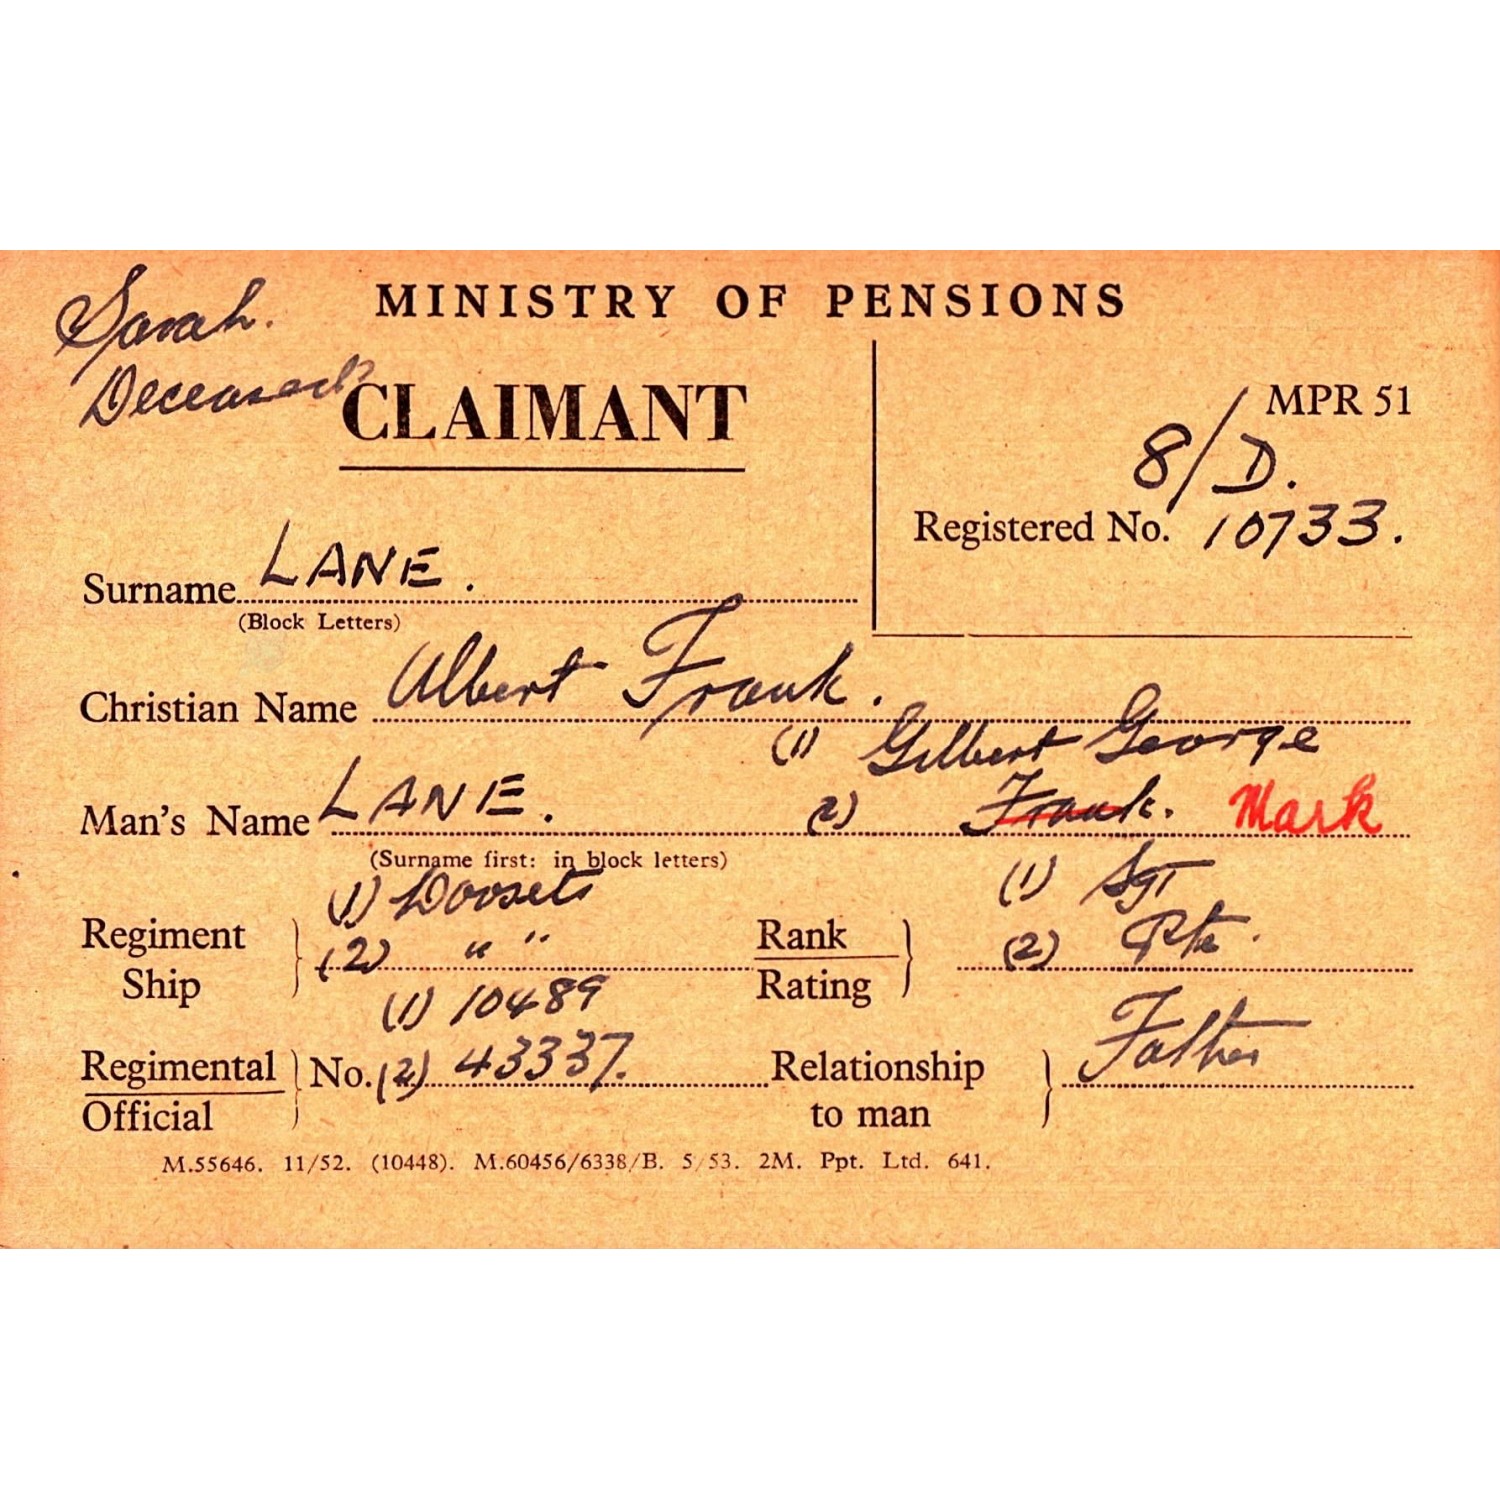 Sarah.
Deceased
MINISTRY OF PENSIONS
CLAIMANT
MPR 51
8/D.
Registered No. 10733.
Surname LANE.
(Block Letters)
Christian Name Albert Frank.
(1) Gilbert George
Man's Name LANE. (2) Frank. Mark
(Surname first: in block letters)
(1) Dorsets (1) Sgt
Regiment (2) " " Rank (2) Pte.
Ship Rating
(1) 10489 Father
Regimental No. (2) 43337. Relationship
Official to man
M.55646. 11/52. (10448). M.60456/6338/B. 5/53. 2M. Ppt. Ltd. 641.